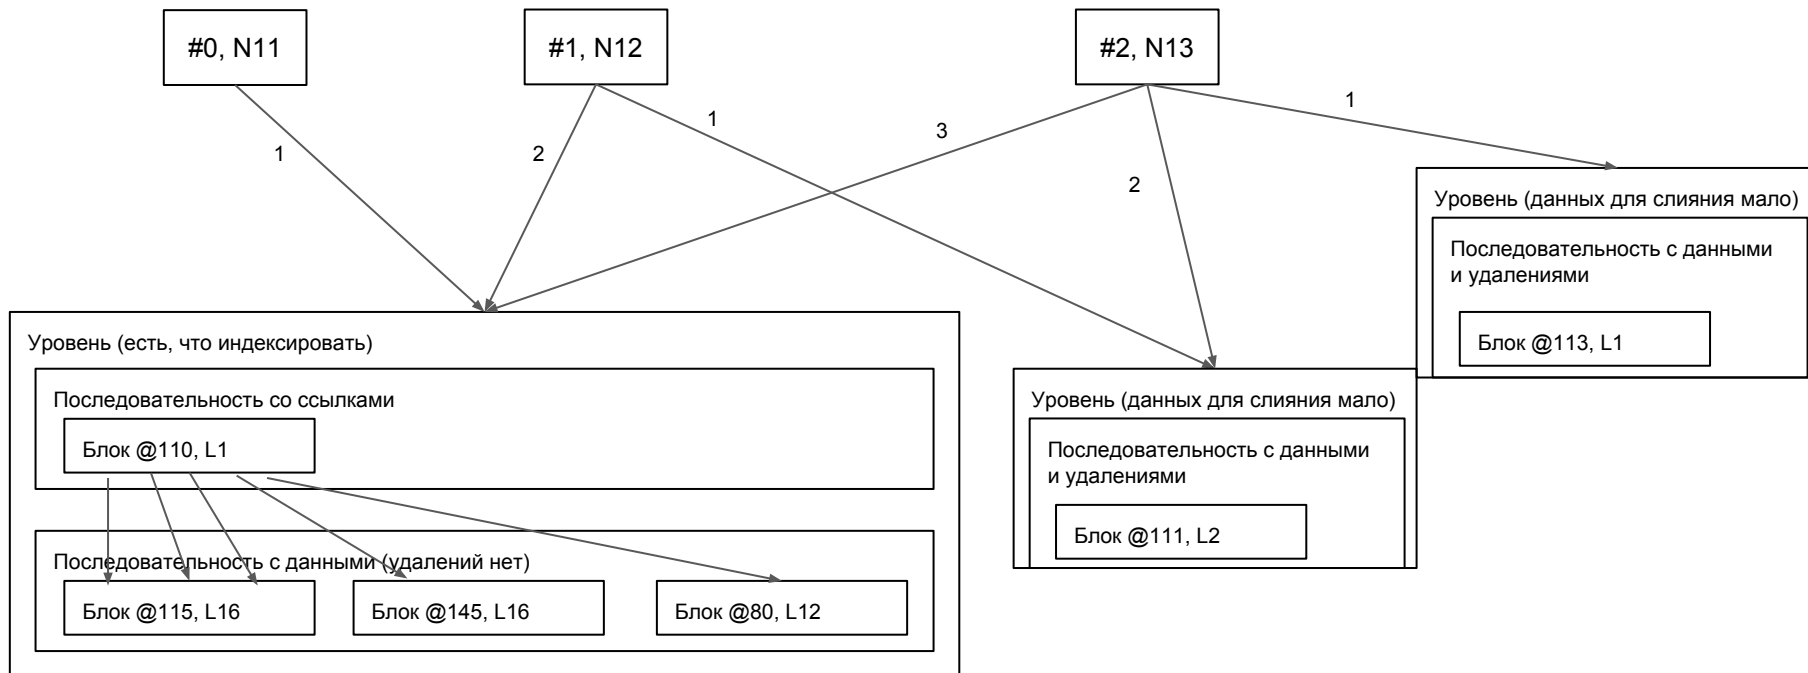 #0, N11
#1, N12
#2, N13
1
2
1
3
2
1
Уровень (есть, что индексировать)
Последовательность со ссылками
Блок @110, L1
Последовательность с данными (удалений нет)
Блок @115, L16
Блок @145, L16
Блок @80, L12
Уровень (данных для слияния мало)
Последовательность с данными
и удалениями
Блок @111, L2
Уровень (данных для слияния мало)
Последовательность с данными
и удалениями
Блок @113, L1